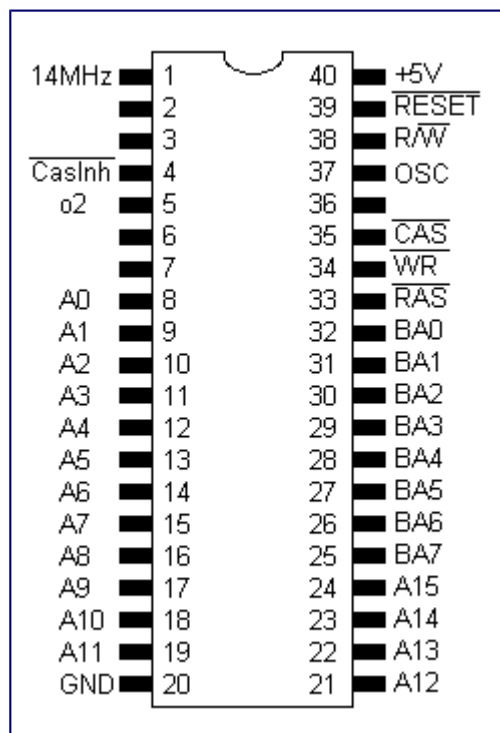 14MHz 1 40 +5V
2 39 RESET
3 38 R/W
CasInh 4 37 OSC
o2 5 36
6 35 CAS
7 34 WR
A0 8 33 RAS
A1 9 32 BA0
A2 10 31 BA1
A3 11 30 BA2
A4 12 29 BA3
A5 13 28 BA4
A6 14 27 BA5
A7 15 26 BA6
A8 16 25 BA7
A9 17 24 A15
A10 18 23 A14
A11 19 22 A13
GND 20 21 A12